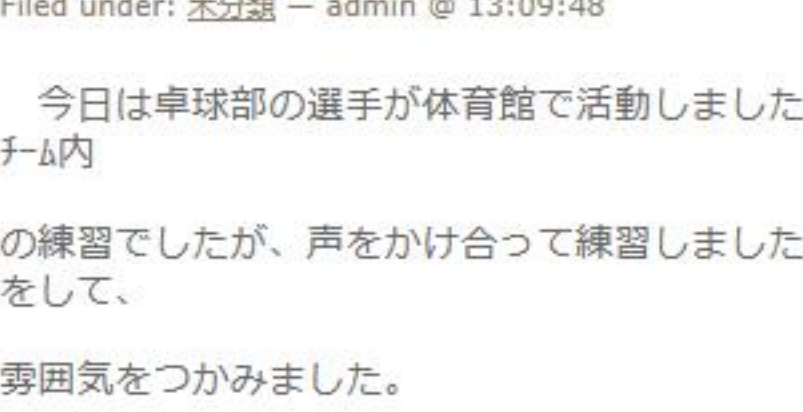 Filed under: 未分類 — admin @ 13:09:48
今日は卓球部の選手が体育館で活動しました
ﾁｰﾑ内
の練習でしたが、声をかけ合って練習しました
をして、
雰囲気をつかみました。